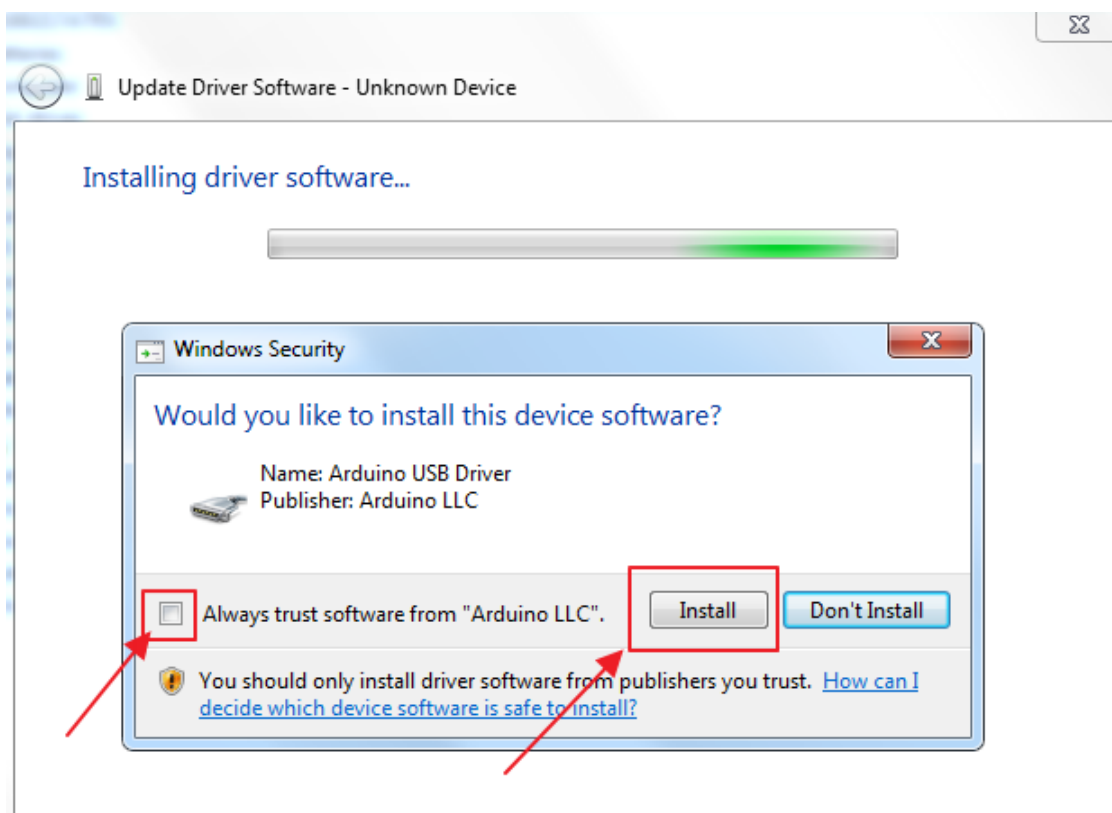 Update Driver Software - Unknown Device
Installing driver software...
Windows Security
Would you like to install this device software?
Name: Arduino USB Driver
Publisher: Arduino LLC
Always trust software from "Arduino LLC".
Install
Don't Install
You should only install driver software from publishers you trust. How can I
decide which device software is safe to install?